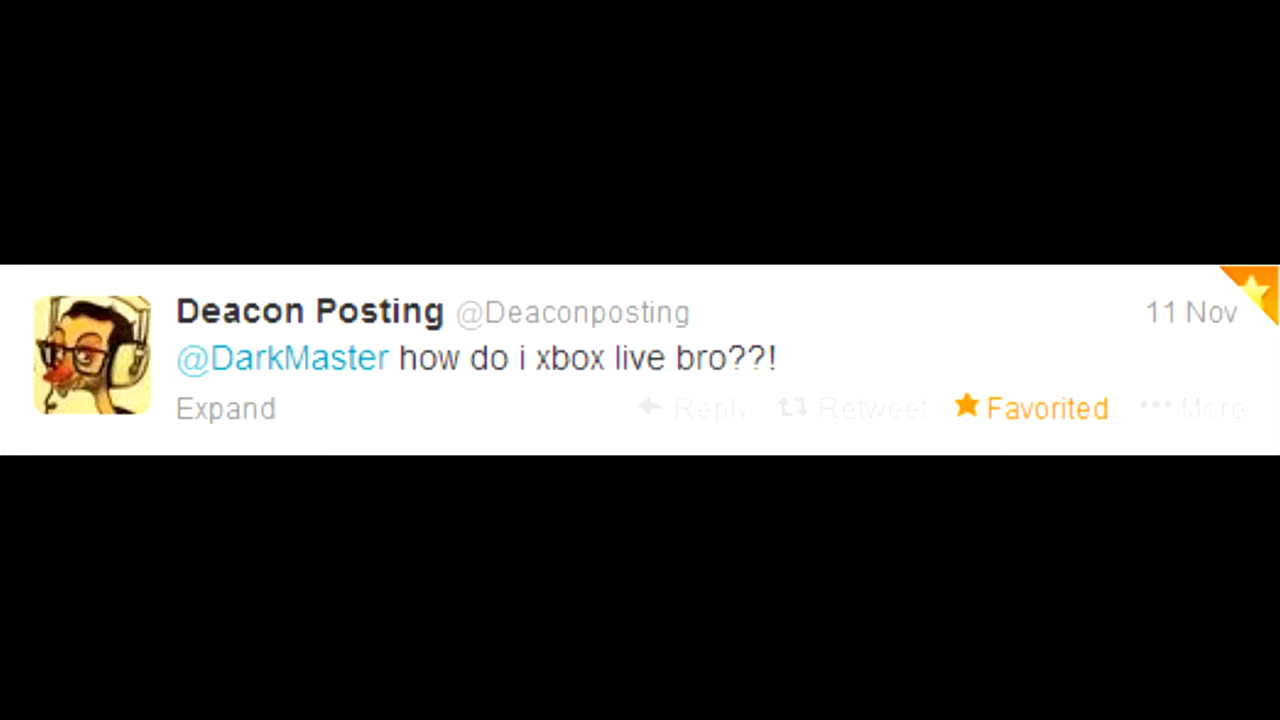 Deacon Posting @Deaconposting 11 Nov
@DarkMaster how do i xbox live bro??!
Expand Reply Retweet Favorited More